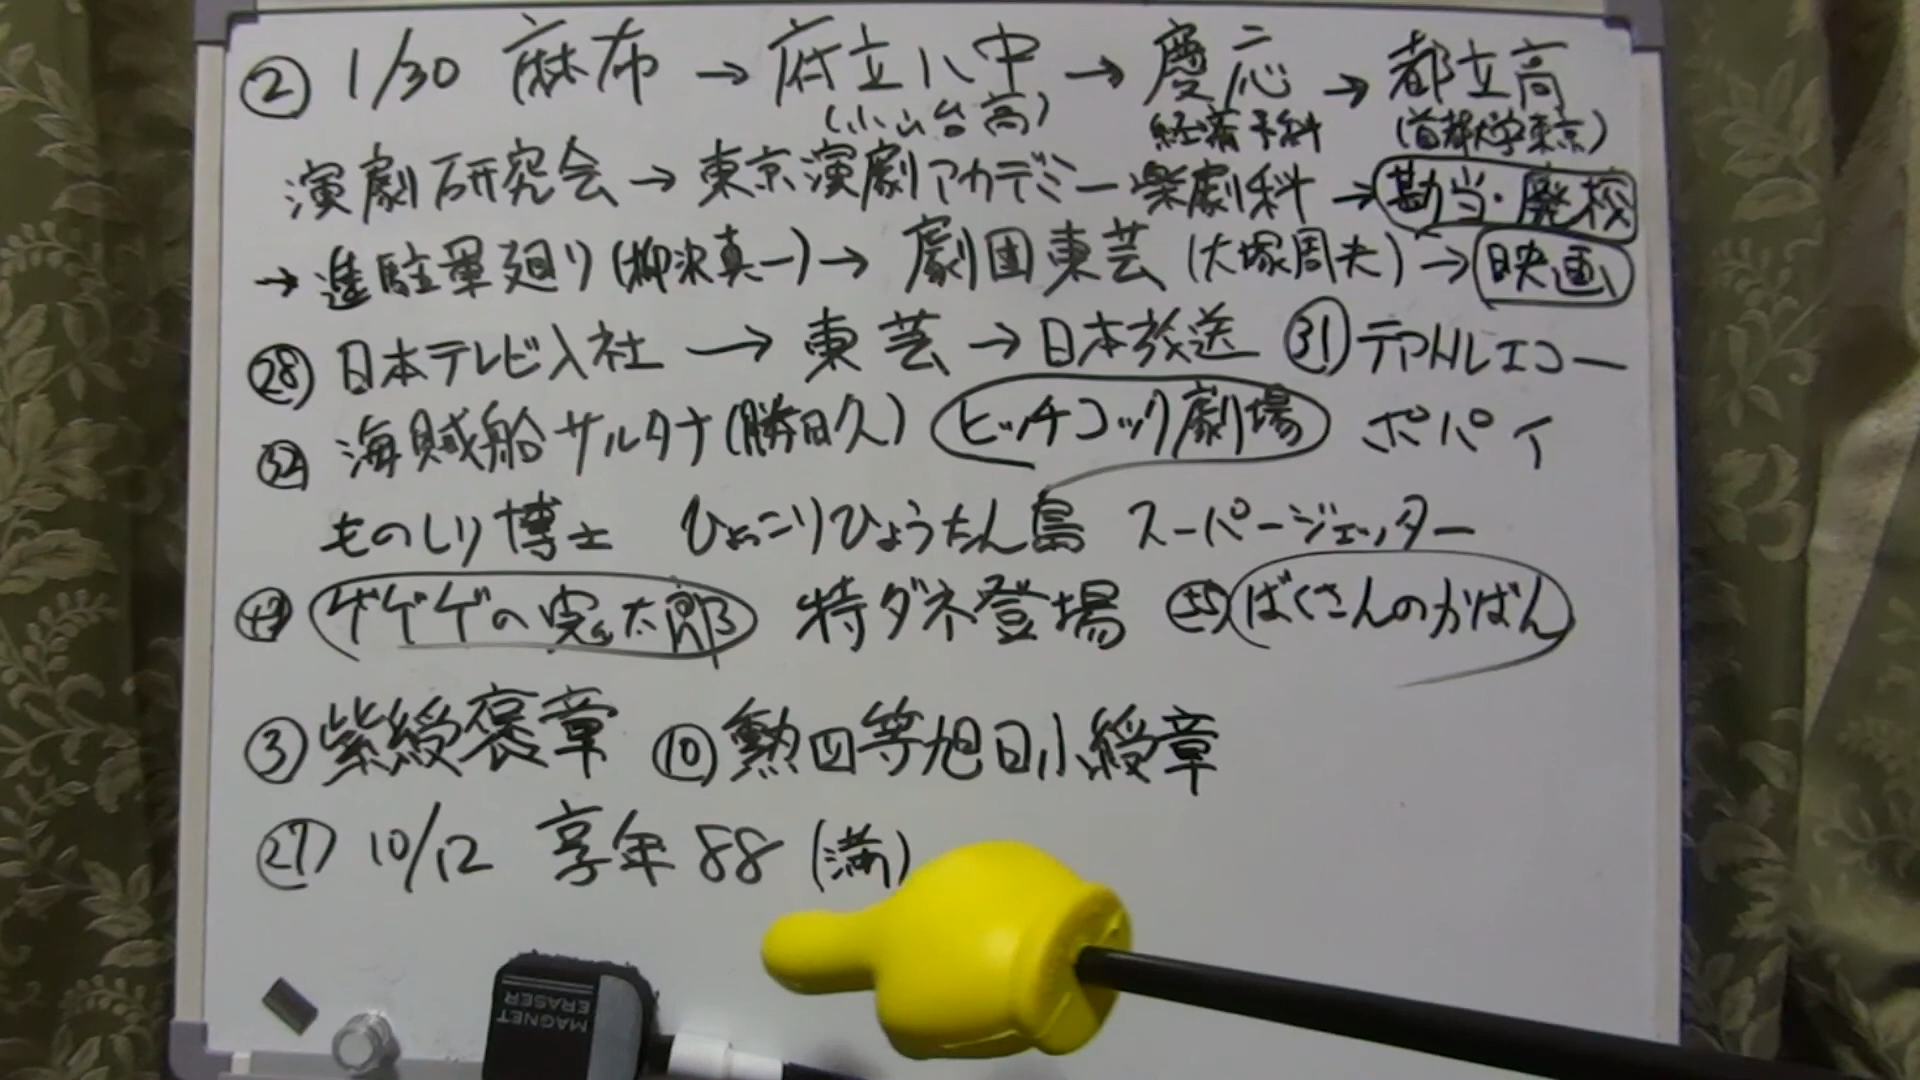 ② 1/30 麻布 → 府立八中 → 慶応 → 都立高
(小山台高) 経済予科 (首都大学東京)
演劇研究会 → 東京演劇アカデミー楽劇科 → 勘当・廃校
→ 進駐軍廻り (柳沢真一) → 劇団東芸 (大塚周夫) → 映画
㉘ 日本テレビ入社 → 東芸 → 日本放送 ㉛ テアトルエコー
㉜ 海賊船サルタナ (勝田久) ヒッチコック劇場 ポパイ
ものしり博士 ひょっこりひょうたん島 スーパージェッター
ゲゲゲの鬼太郎 特ダネ登場 ばくさんのかばん
③ 紫綬褒章 ⑩ 勲四等旭日小綬章
㉗ 10/12 享年88 (満)
MAGNET
ERASER